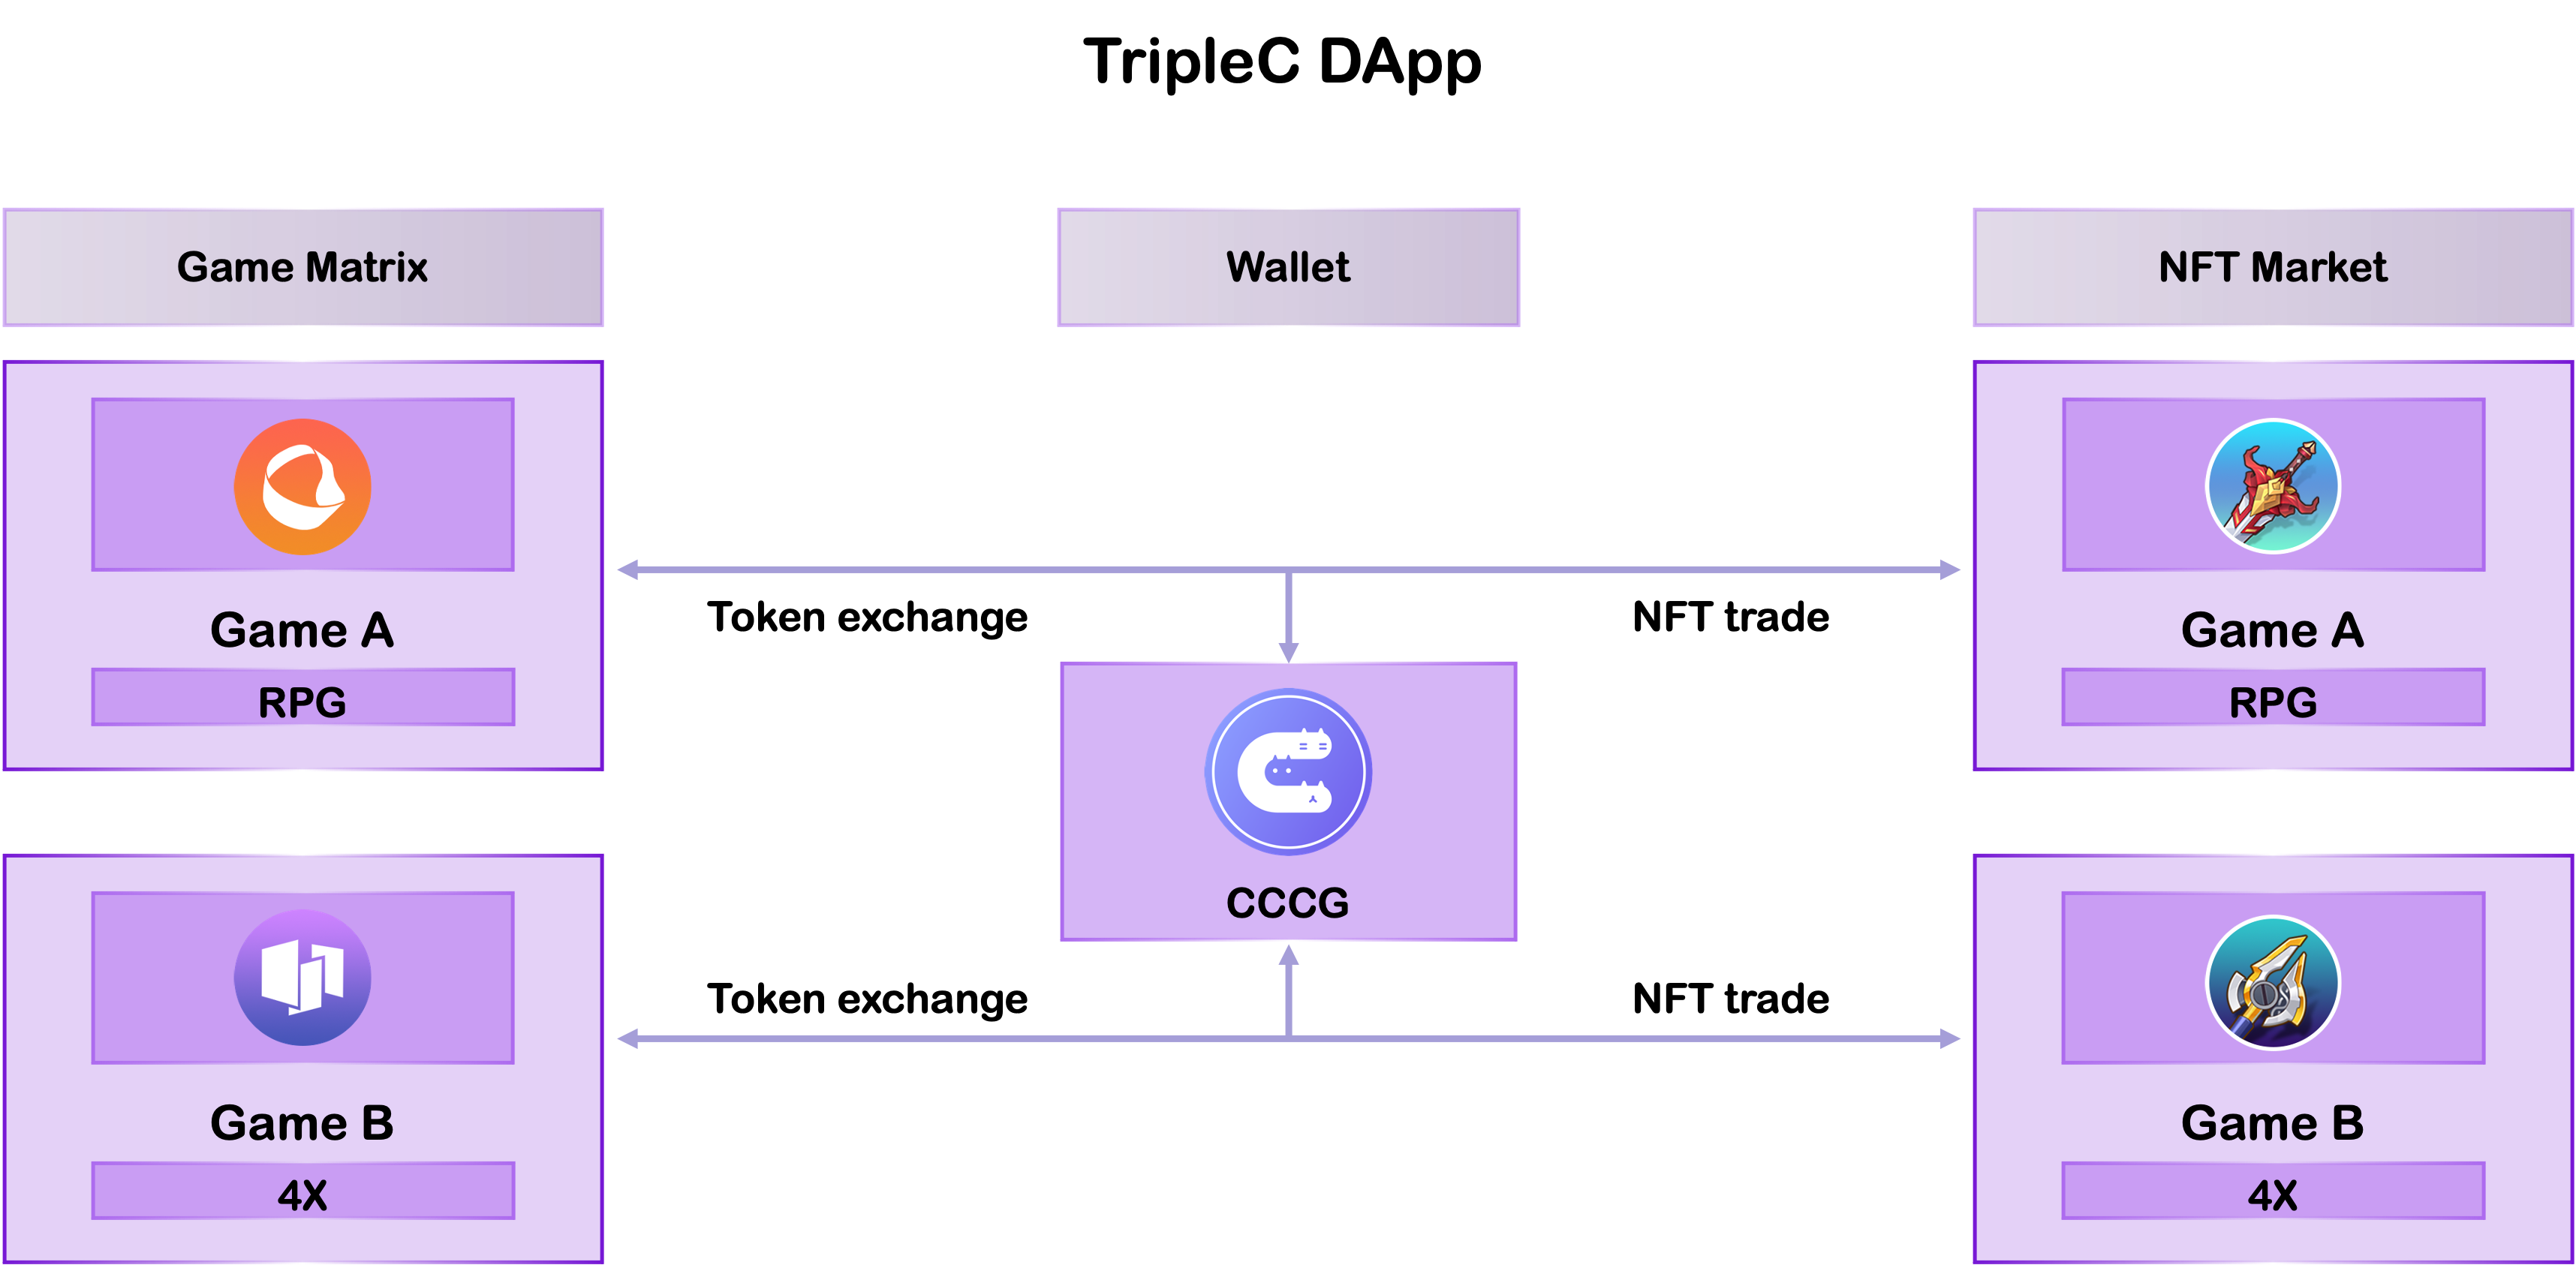 TripleC DApp
Game Matrix
Wallet
NFT Market
Game A
RPG
Token exchange
NFT trade
Game A
RPG
CCCG
Game B
4X
Token exchange
NFT trade
Game B
4X